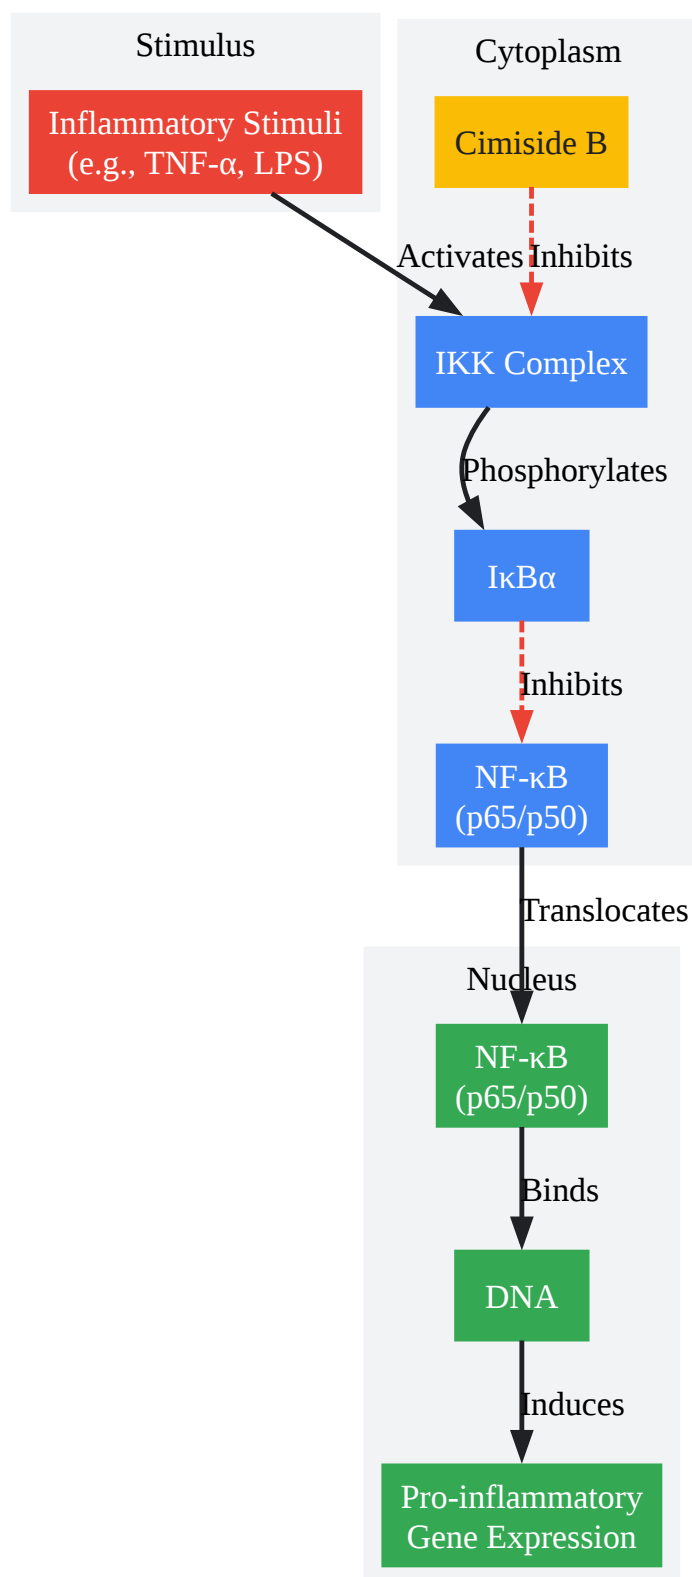 Stimulus
Cytoplasm
Inflammatory Stimuli
(e.g., TNF-α, LPS)
Cimiside B
Activates
Inhibits
IKK Complex
Phosphorylates
IκBα
Inhibits
NF-κB
(p65/p50)
Translocates
Nucleus
NF-κB
(p65/p50)
Binds
DNA
Induces
Pro-inflammatory
Gene Expression